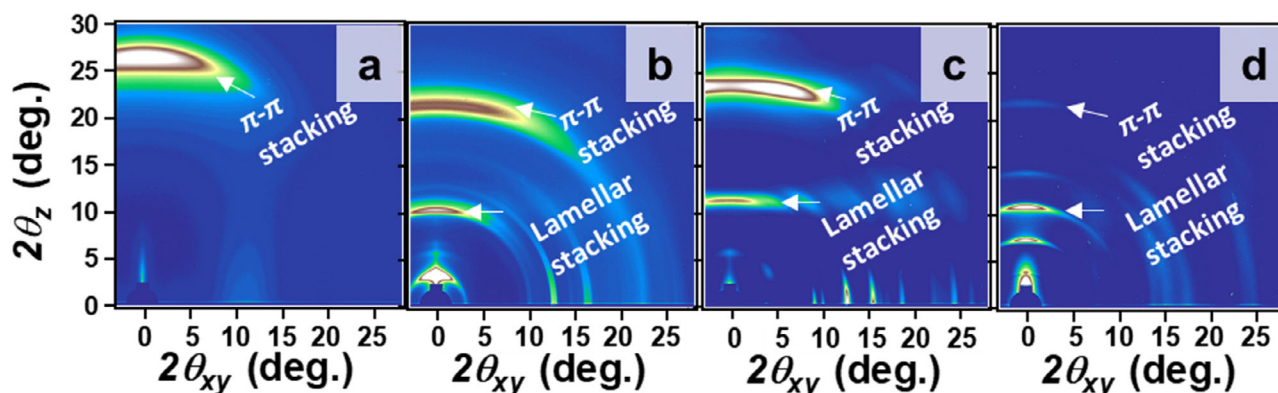 30
25
20
15
10
5
0
2θz (deg.)
a
π-π
stacking
0 5 10 15 20 25
2θxy (deg.)
b
π-π
stacking
Lamellar
stacking
0 5 10 15 20 25
2θxy (deg.)
c
π-π
stacking
Lamellar
stacking
0 5 10 15 20 25
2θxy (deg.)
d
π-π
stacking
Lamellar
stacking
0 5 10 15 20 25
2θxy (deg.)